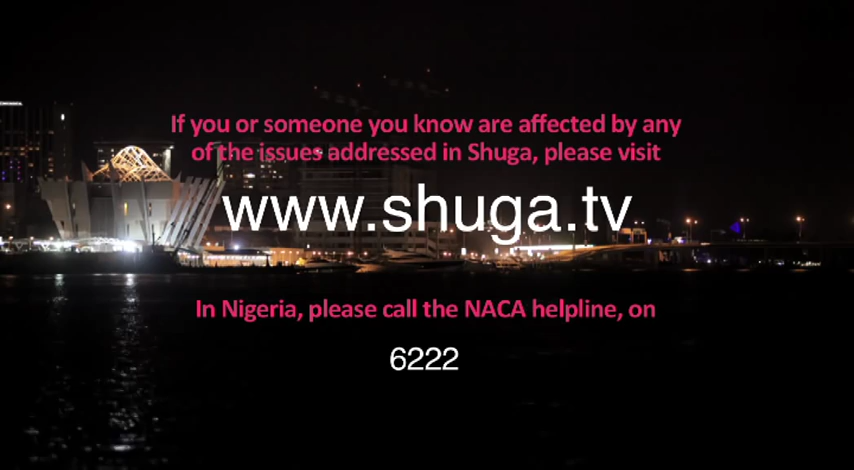 If you or someone you know are affected by any
of the issues addressed in Shuga, please visit
www.shuga.tv
In Nigeria, please call the NACA helpline, on
6222